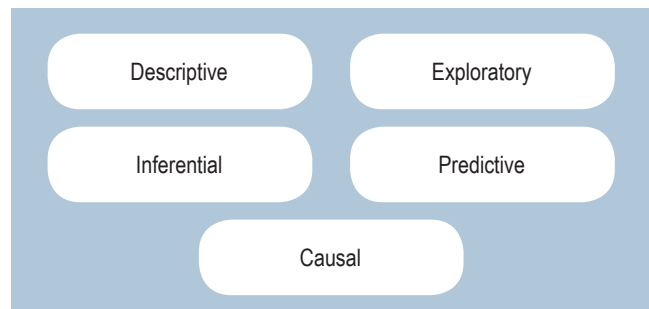 Descriptive
Exploratory
Inferential
Predictive
Causal